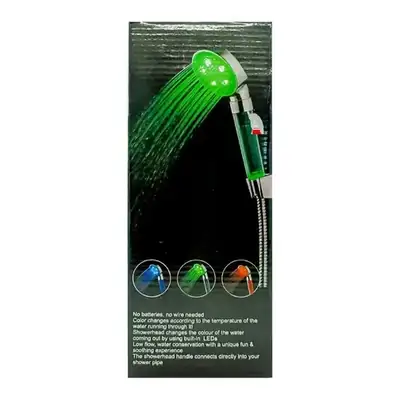 No batteries, no wire needed
Color changes according to the temperature of the
water running through it!
Showerhead changes the colour of the water
coming out by using built-in LEDs
Low flow, water conservation with a unique fun &
soothing experience
The showerhead handle connects directly into your
shower pipe